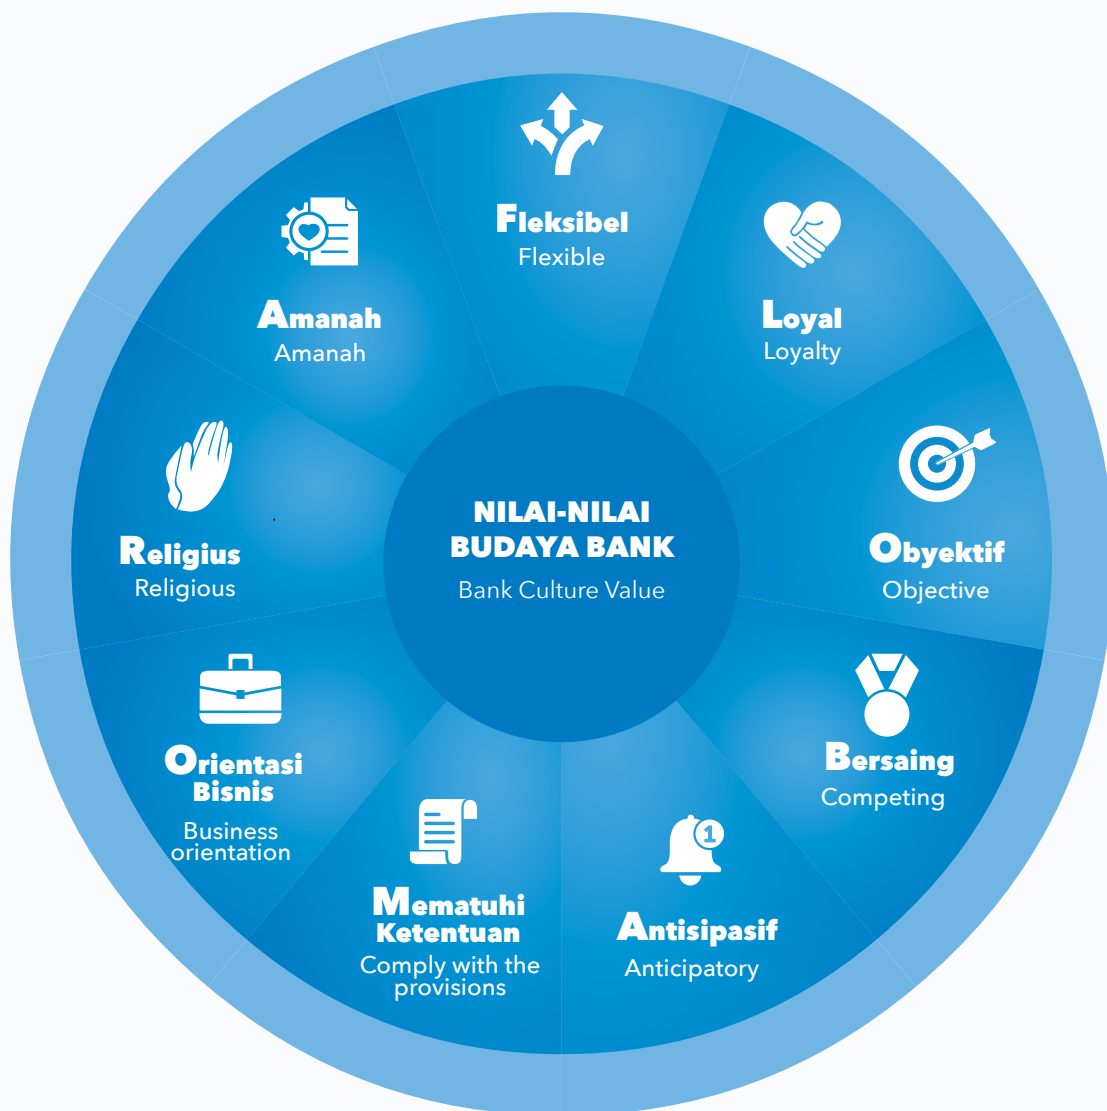 Fleksibel
Flexible
Loyal
Loyalty
Obyektif
Objective
Bersaing
Competing
Antisipasif
Anticipatory
Mematuhi
Ketentuan
Comply with the
provisions
Orientasi
Bisnis
Business
orientation
Religius
Religious
Amanah
Amanah
NILAI-NILAI
BUDAYA BANK
Bank Culture Value
1